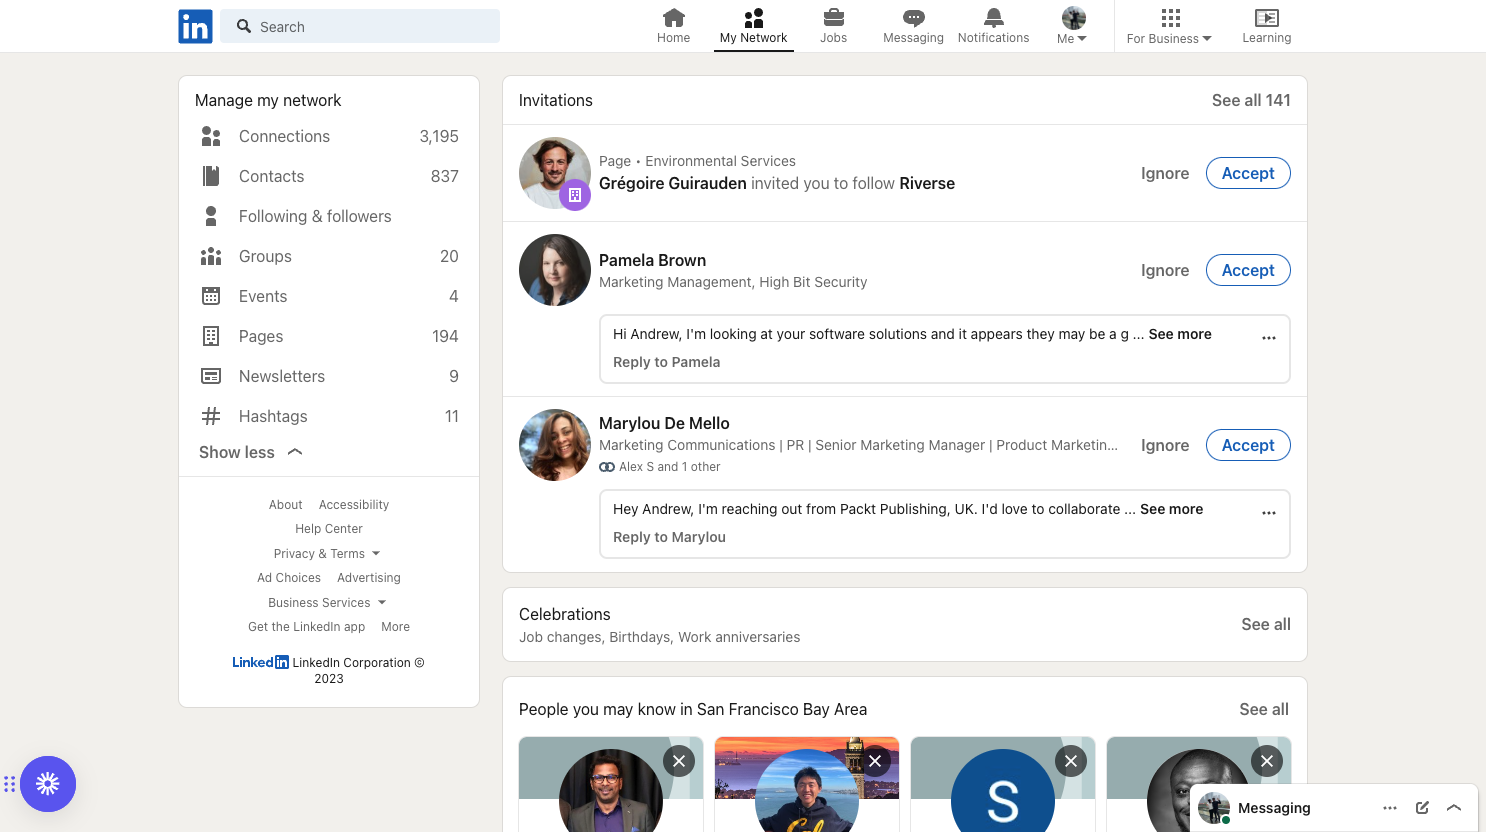 in
Search
Home
My Network
Jobs
Messaging
Notifications
Me
For Business
Learning
Manage my network
Connections 3,195
Contacts 837
Following & followers
Groups 20
Events 4
Pages 194
Newsletters 9
Hashtags 11
Show less
About Accessibility
Help Center
Privacy & Terms
Ad Choices Advertising
Business Services
Get the LinkedIn app More
LinkedIn LinkedIn Corporation ©
2023
Invitations See all 141
Page • Environmental Services
Grégoire Guirauden invited you to follow Riverse
Ignore Accept
Pamela Brown
Marketing Management, High Bit Security
Ignore Accept
Hi Andrew, I'm looking at your software solutions and it appears they may be a g ... See more
Reply to Pamela
Marylou De Mello
Marketing Communications | PR | Senior Marketing Manager | Product Marketin...
Alex S and 1 other
Ignore Accept
Hey Andrew, I'm reaching out from Packt Publishing, UK. I'd love to collaborate ... See more
Reply to Marylou
Celebrations
Job changes, Birthdays, Work anniversaries
See all
People you may know in San Francisco Bay Area See all
S
Messaging